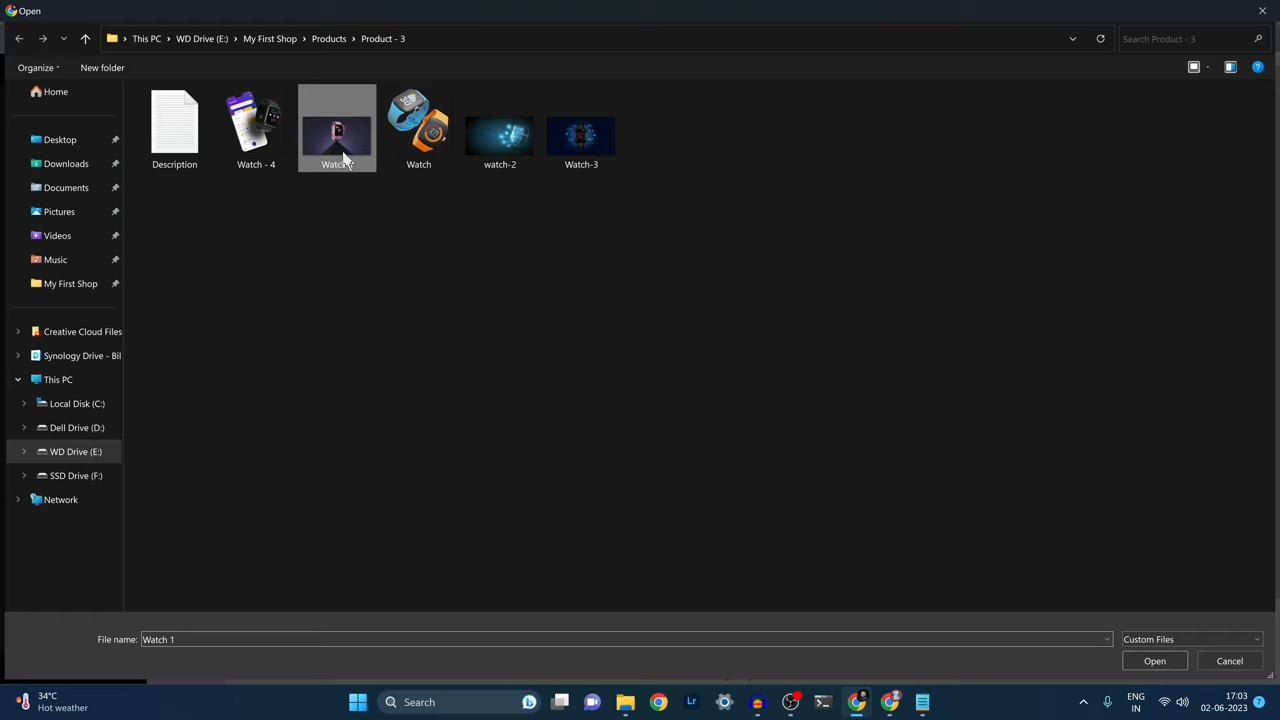 Open
This PC > WD Drive (E:) > My First Shop > Products > Product - 3
Search Product - 3
Organize
New folder
Home
Desktop
Downloads
Documents
Pictures
Videos
Music
My First Shop
Creative Cloud Files
Synology Drive - Bil
This PC
Local Disk (C:)
Dell Drive (D:)
WD Drive (E:)
SSD Drive (F:)
Network
Description
Watch - 4
Watch
Watch
watch-2
Watch-3
File name: Watch 1
Custom Files
Open
Cancel
34°C
Hot weather
Search
Lr
ENG
IN
17:03
02-06-2023